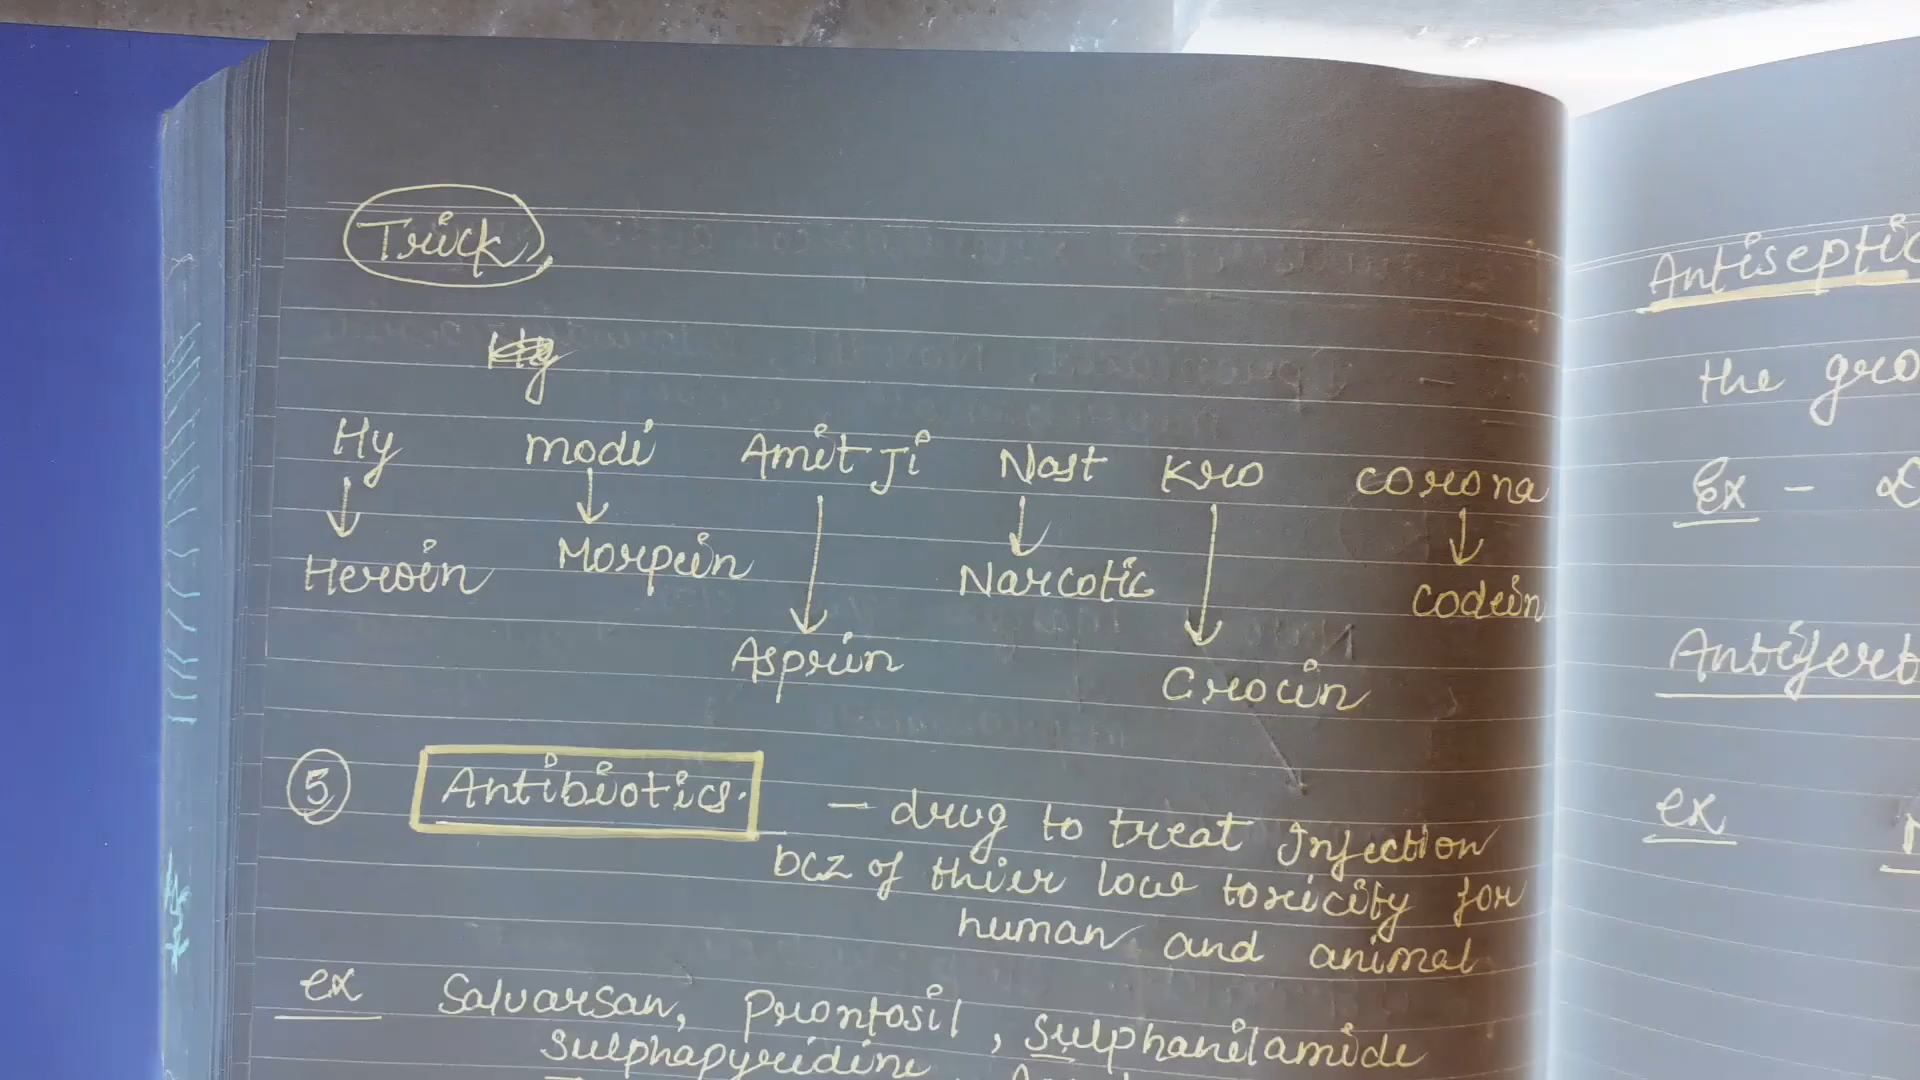 Trick
Hy modi Amit Ji Nast Kro corona
Heroin Morpein Narcotic Codein
Asprin Crocin
5 Antibiotics. – drug to treat Infection
bcz of thier low toxicity for
human and animal
ex Salvarsan, Prontosil, Sulphanilamide
Sulphapyridine
Antiseptic
the gro
Ex -
Antifert
ex